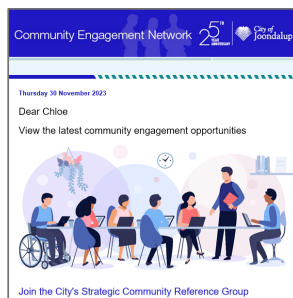 Community Engagement Network
25TH
YEAR
ANNIVERSARY
City of
Joondalup
Thursday 30 November 2023
Dear Chloe
View the latest community engagement opportunities
Join the City's Strategic Community Reference Group